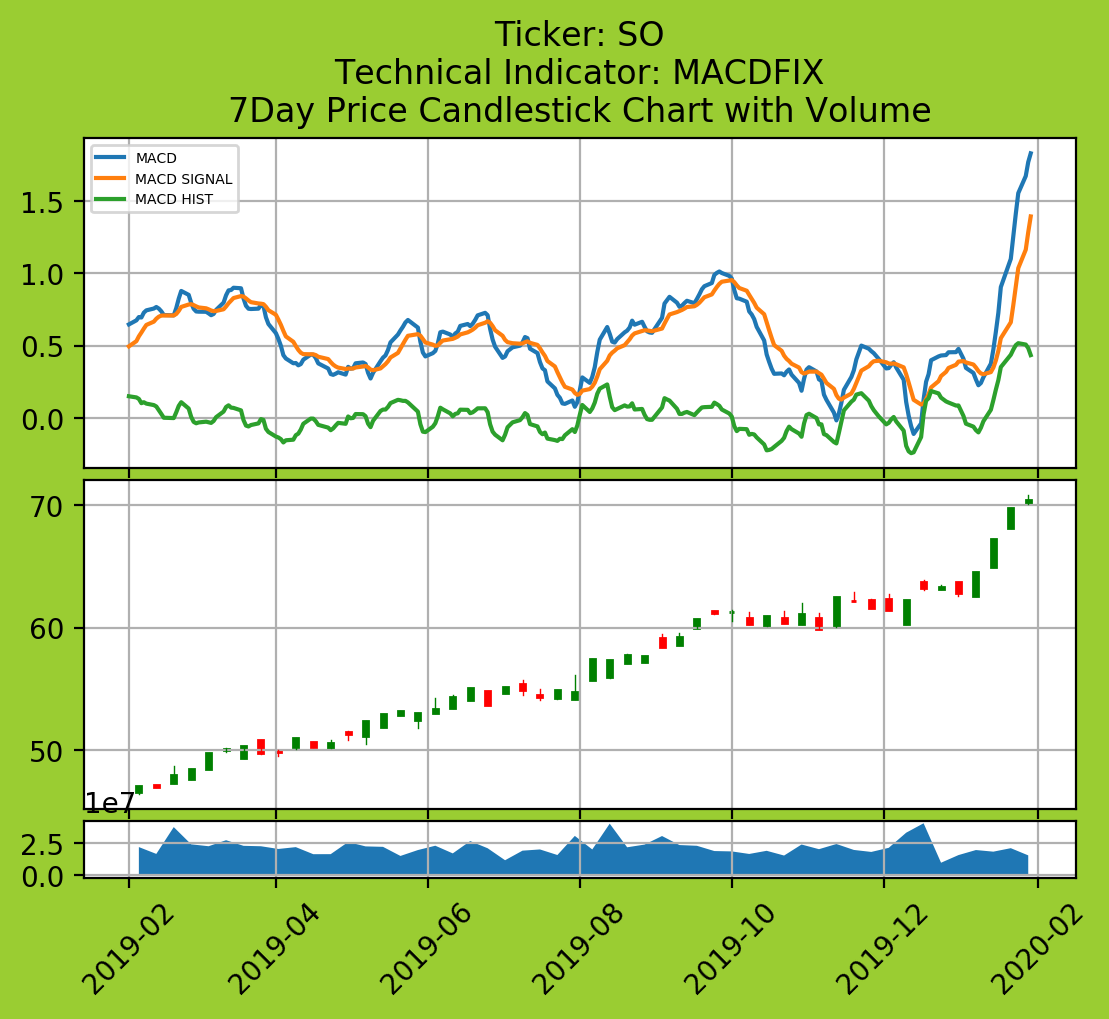 Ticker: SO
Technical Indicator: MACDFIX
7Day Price Candlestick Chart with Volume
MACD
MACD SIGNAL
MACD HIST
1.5
1.0
0.5
0.0
70
60
50
1e7
2.5
0.0
2019-02
2019-04
2019-06
2019-08
2019-10
2019-12
2020-02